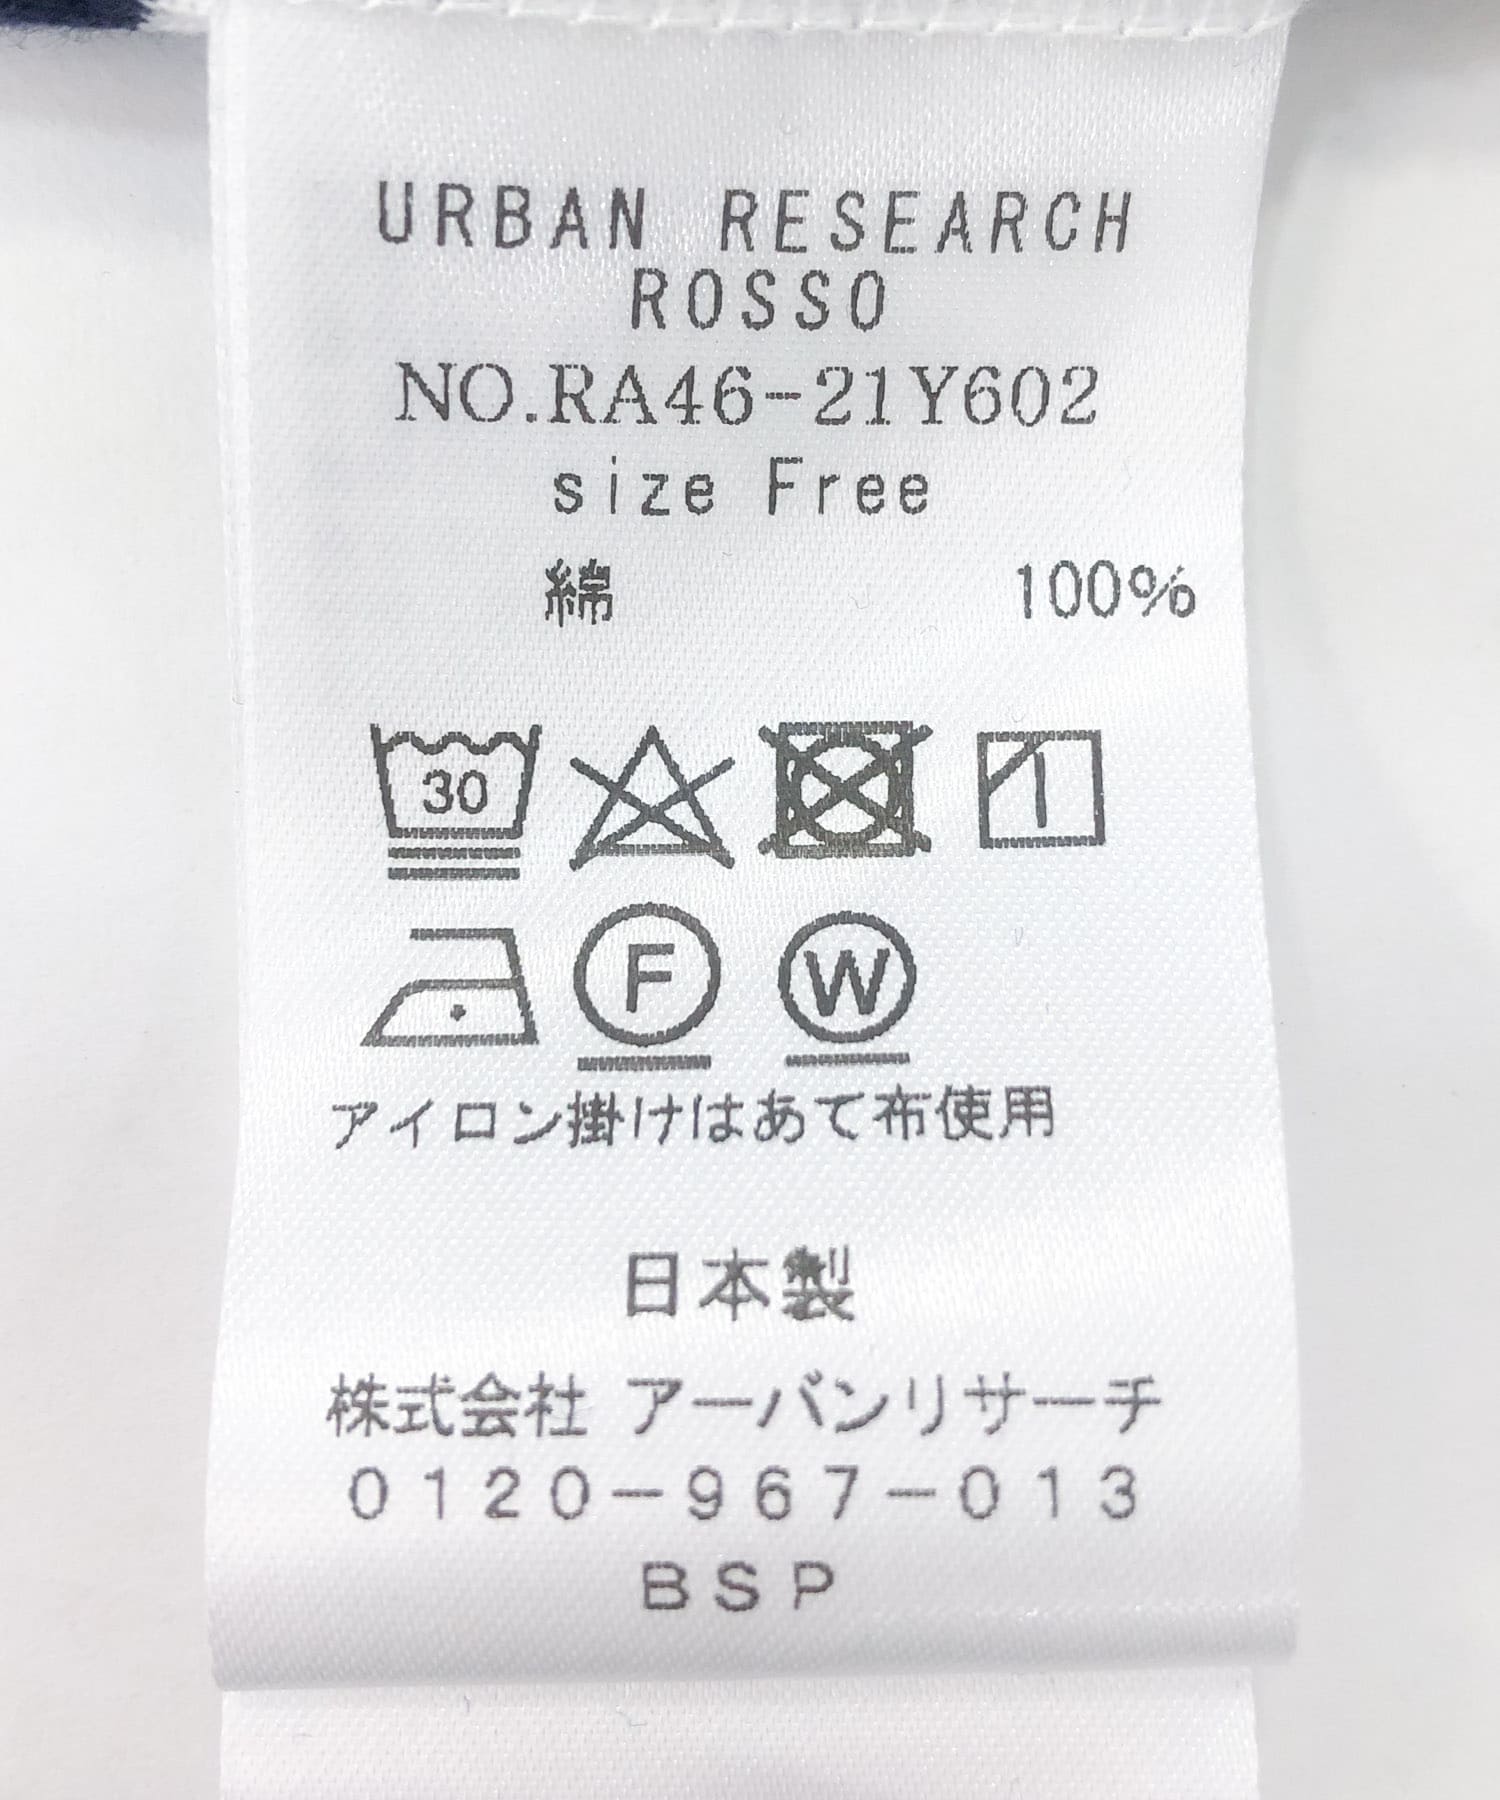 URBAN RESEARCH
ROSSO
NO.RA46-21Y602
size Free
綿 100%
30
F W
アイロン掛けはあて布使用
日本製
株式会社 アーバンリサーチ
0120-967-013
BSP